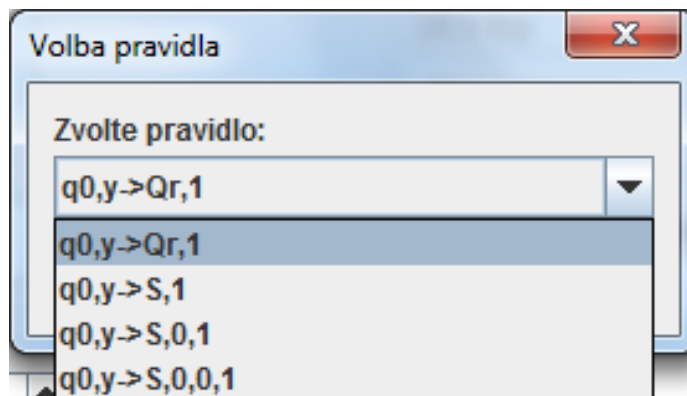 Volba pravidla
Zvolte pravidlo:
q0,y->Qr,1
q0,y->Qr,1
q0,y->S,1
q0,y->S,0,1
q0,y->S,0,0,1